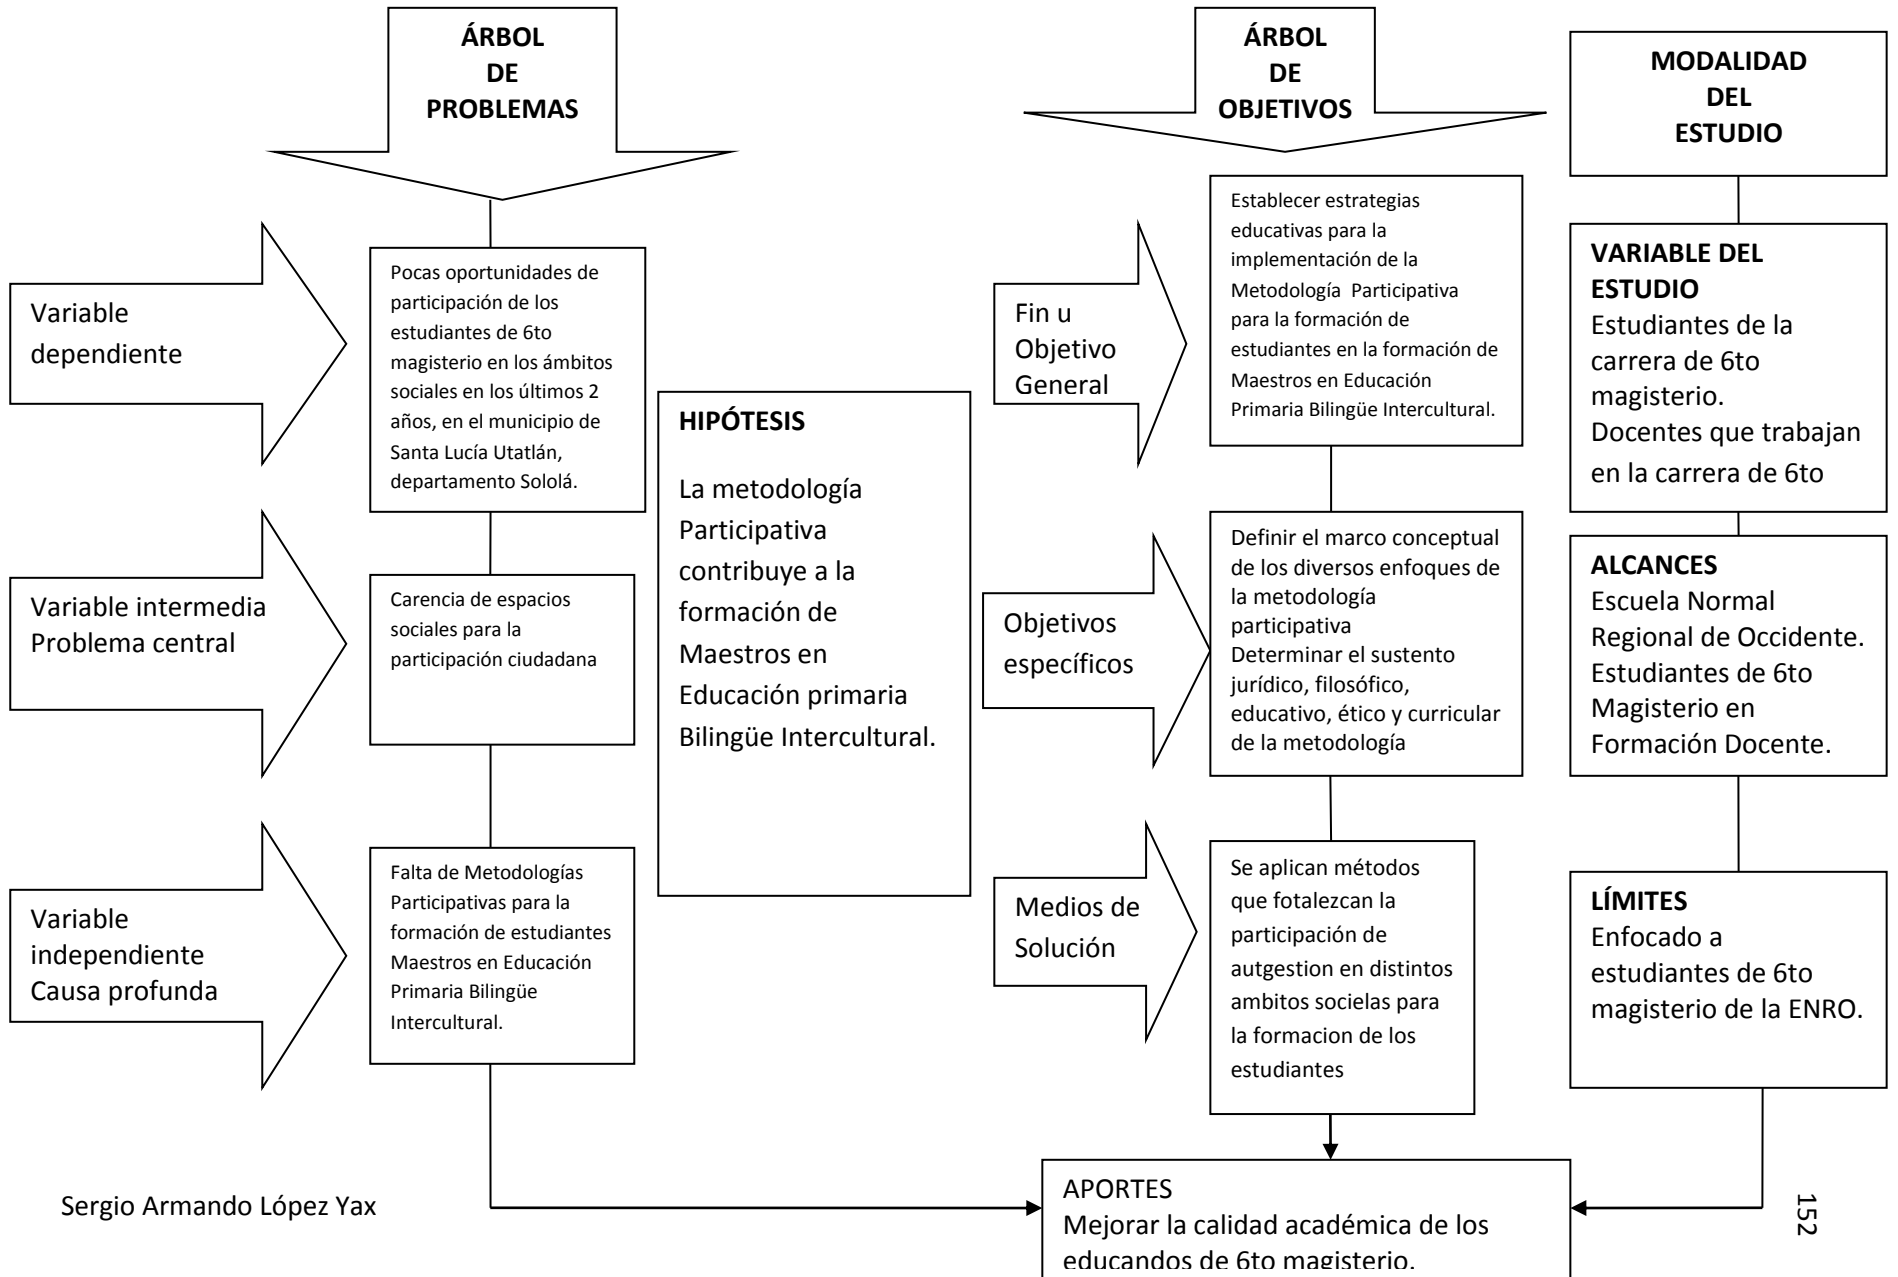 ÁRBOL
DE
PROBLEMAS
Variable
dependiente
Pocas oportunidades de
participación de los
estudiantes de 6to
magisterio en los ámbitos
sociales en los últimos 2
años, en el municipio de
Santa Lucía Utatlán,
departamento Sololá.
Variable intermedia
Problema central
Carencia de espacios
sociales para la
participación ciudadana
Variable
independiente
Causa profunda
Falta de Metodologías
Participativas para la
formación de estudiantes
Maestros en Educación
Primaria Bilingüe
Intercultural.
HIPÓTESIS
La metodología
Participativa
contribuye a la
formación de
Maestros en
Educación primaria
Bilingüe Intercultural.
ÁRBOL
DE
OBJETIVOS
Fin u
Objetivo
General
Establecer estrategias
educativas para la
implementación de la
Metodología Participativa
para la formación de
estudiantes en la formación de
Maestros en Educación
Primaria Bilingüe Intercultural.
Objetivos
específicos
Definir el marco conceptual
de los diversos enfoques de
la metodología
participativa
Determinar el sustento
jurídico, filosófico,
educativo, ético y curricular
de la metodología
Medios de
Solución
Se aplican métodos
que fotalezcan la
participación de
autgestion en distintos
ambitos socielas para
la formacion de los
estudiantes
MODALIDAD
DEL
ESTUDIO
VARIABLE DEL
ESTUDIO
Estudiantes de la
carrera de 6to
magisterio.
Docentes que trabajan
en la carrera de 6to
ALCANCES
Escuela Normal
Regional de Occidente.
Estudiantes de 6to
Magisterio en
Formación Docente.
LÍMITES
Enfocado a
estudiantes de 6to
magisterio de la ENRO.
APORTES
Mejorar la calidad académica de los
educandos de 6to magisterio.
Sergio Armando López Yax
152